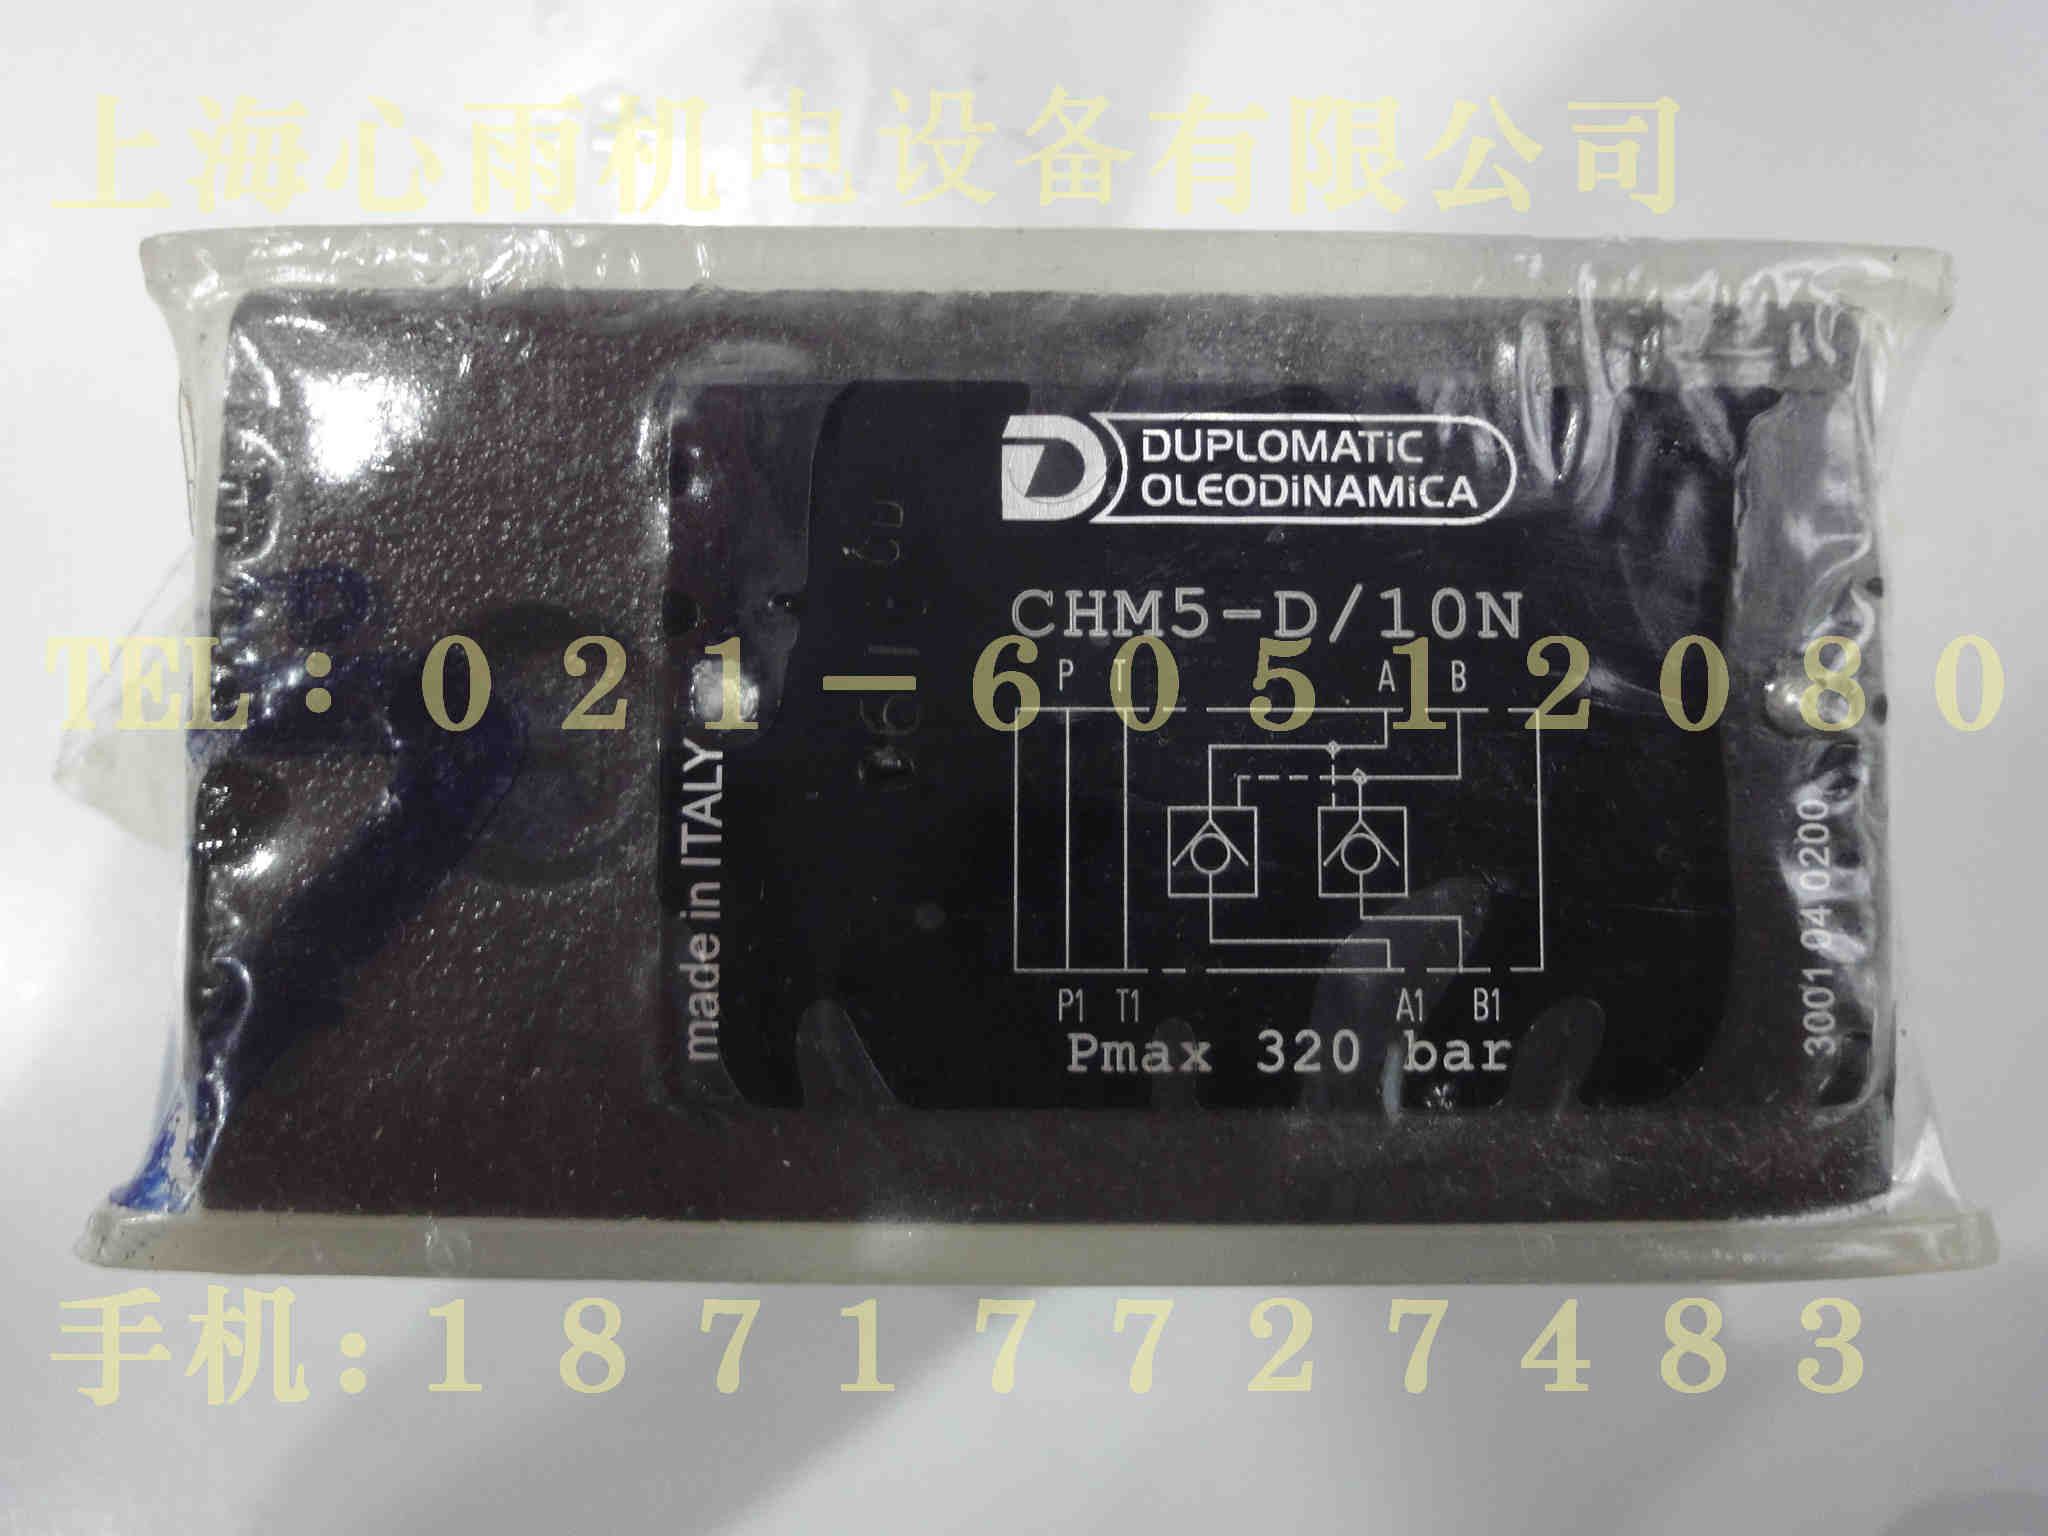 上海心雨机电设备有限公司
DUPLOMATiC
OLEODiNAMiCA
CHM5-D/10N
TEL:021-60512080
P T A B
made in ITALY
3001 04 0200
P1 T1 A1 B1
Pmax 320 bar
手机:18717727483